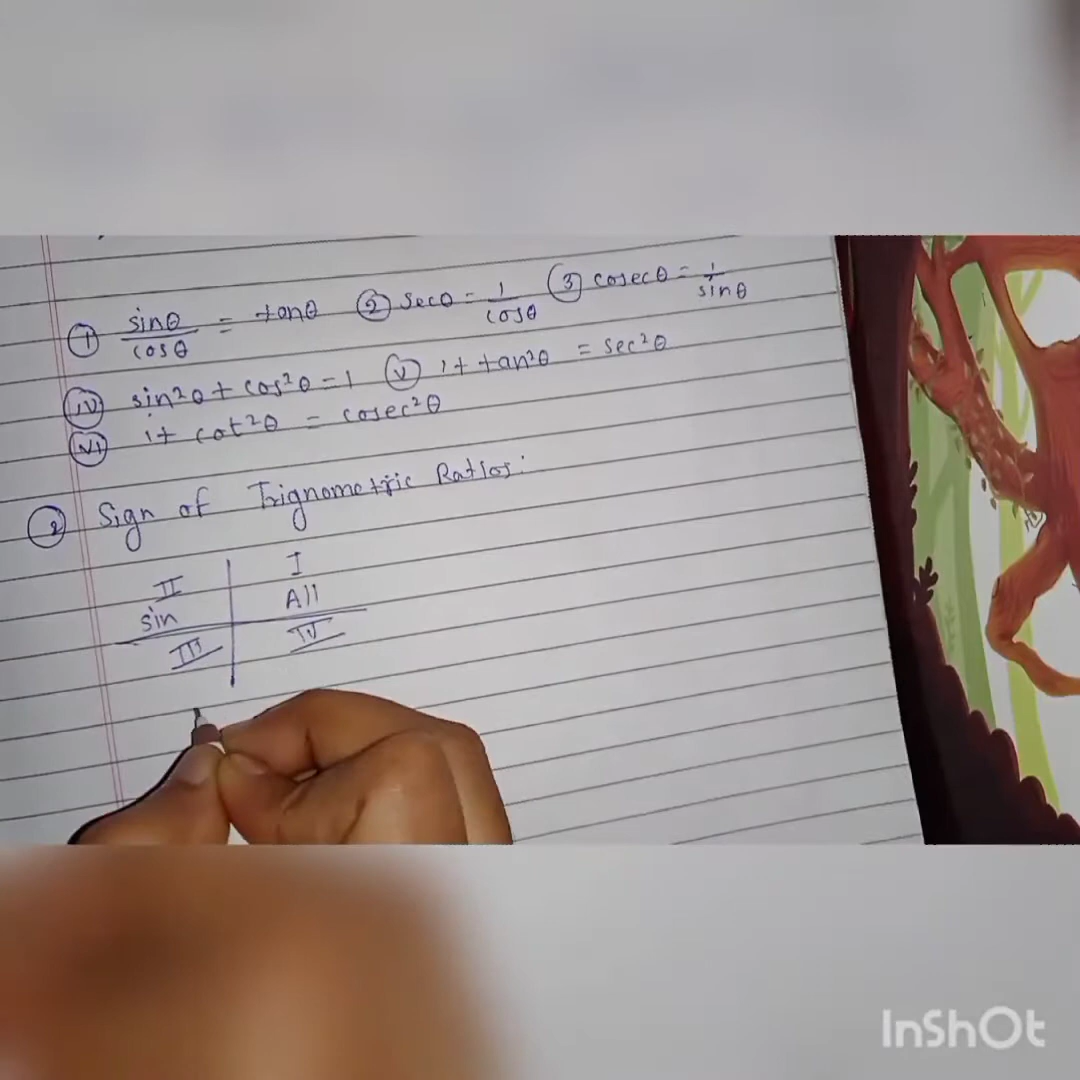 ① sinθ/cosθ = tanθ ② secθ = 1/cosθ ③ cosecθ = 1/sinθ
(iv) sin²θ + cos²θ = 1 (v) 1 + tan²θ = sec²θ
(vi) 1 + cot²θ = cosec²θ
② Sign of Trignometric Ratios:
II I
sin All
III IV
InShOt